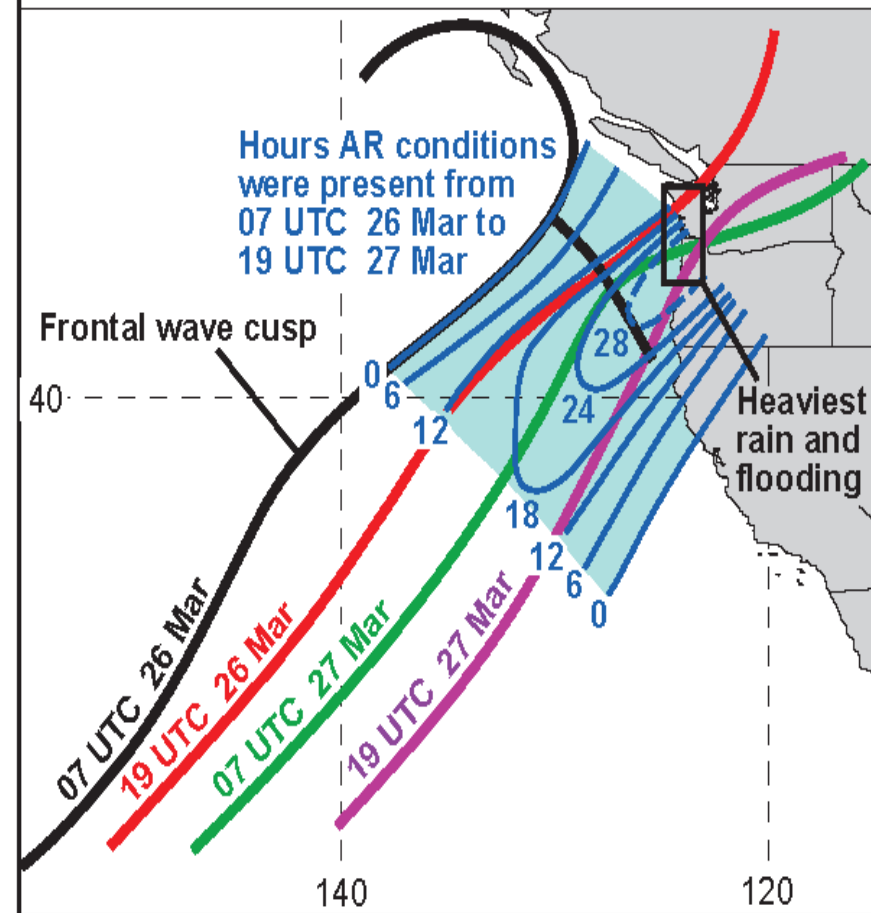 Hours AR conditions
were present from
07 UTC 26 Mar to
19 UTC 27 Mar
Frontal wave cusp
0
6
12
28
24
40
18
12
6
0
Heaviest
rain and
flooding
07 UTC 26 Mar
19 UTC 26 Mar
07 UTC 27 Mar
19 UTC 27 Mar
140
120